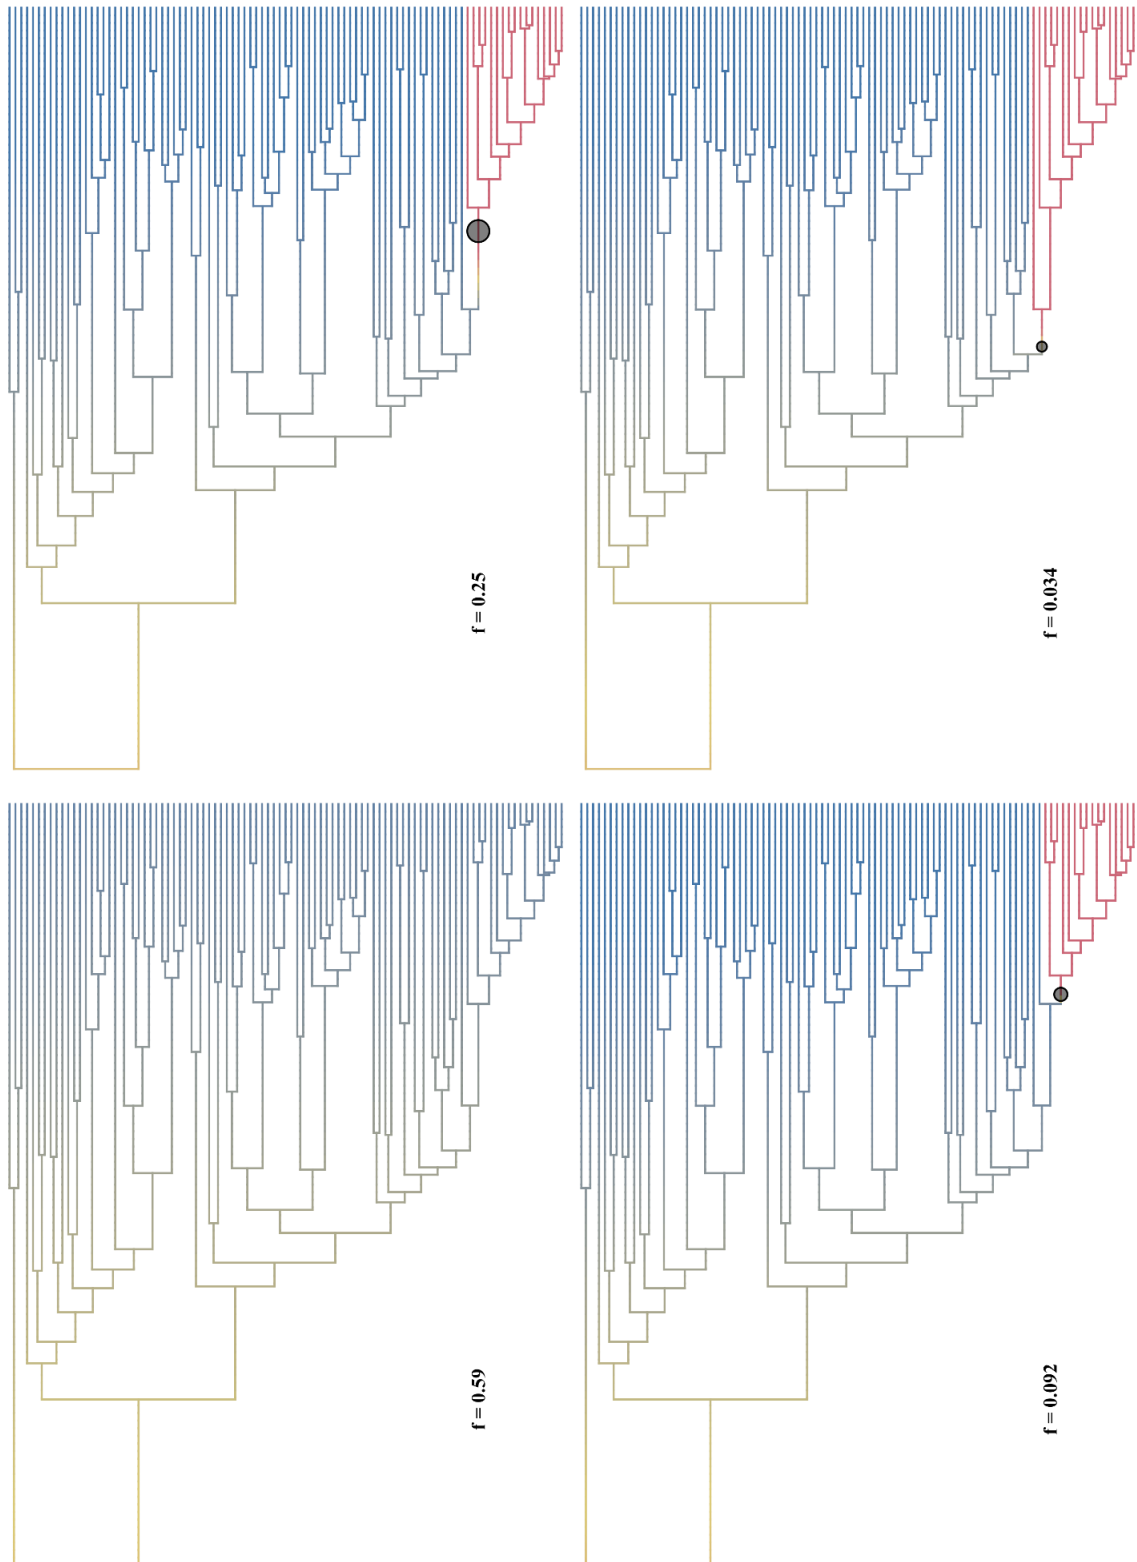 f = 0.25
f = 0.034
f = 0.59
f = 0.092